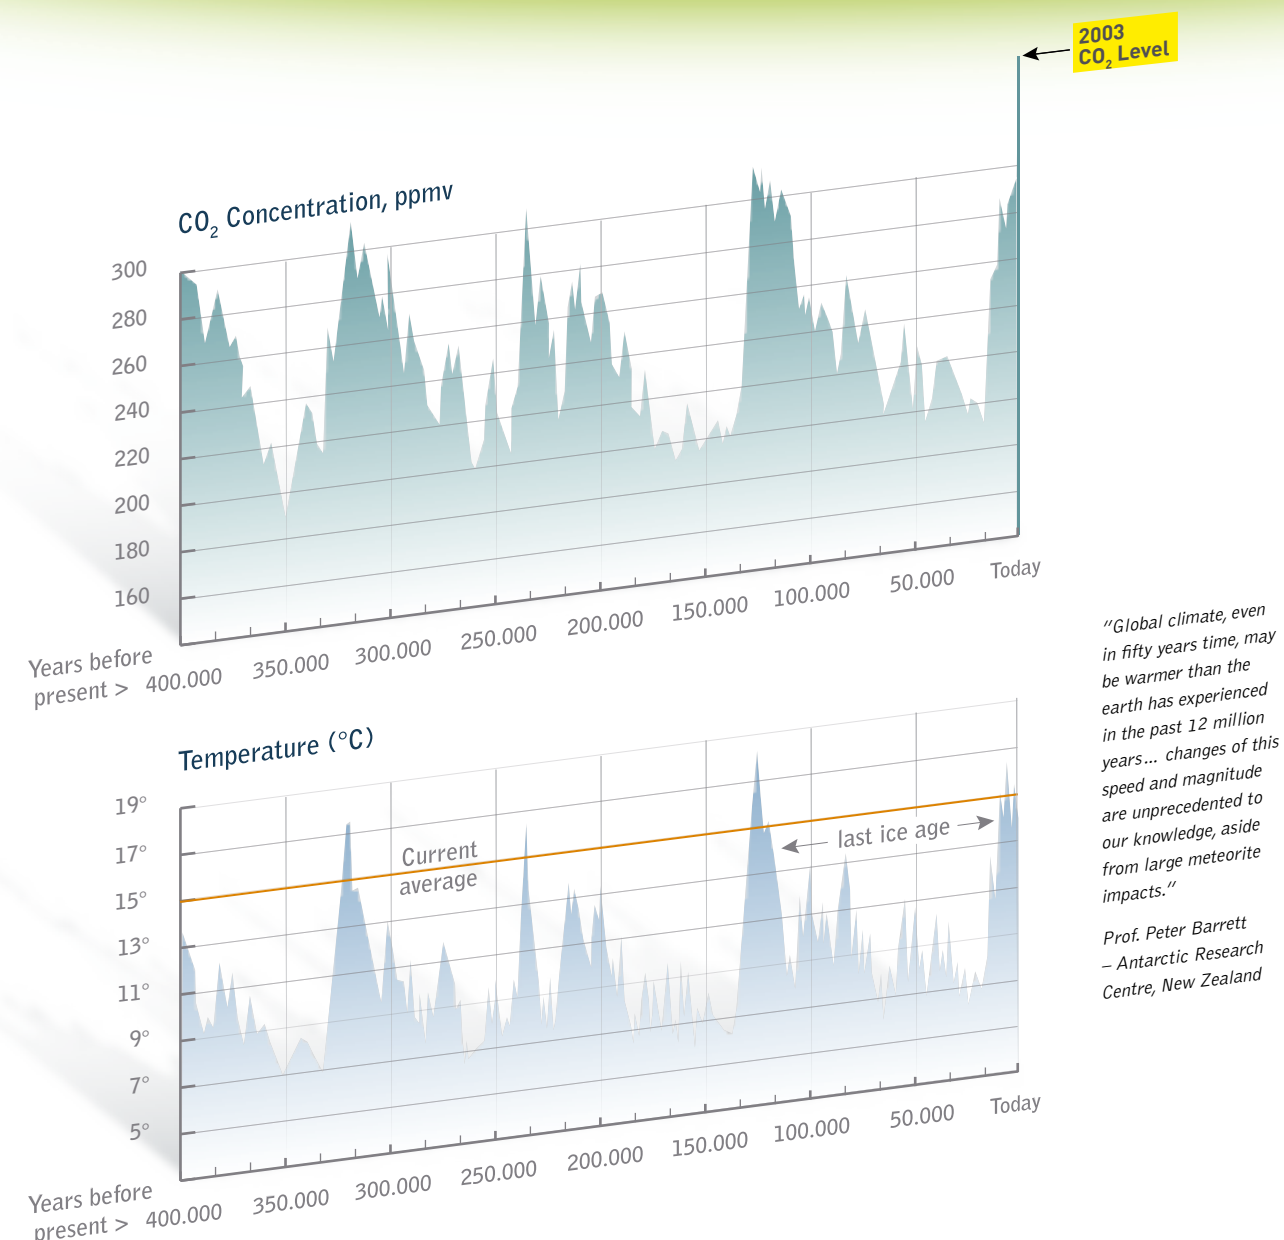 2003
CO₂ Level
CO₂ Concentration, ppmv
300
280
260
240
220
200
180
160
Years before
present >
400.000
350.000
300.000
250.000
200.000
150.000
100.000
50.000
Today
Temperature (°C)
19°
17°
15°
13°
11°
9°
7°
5°
Current
average
last ice age
Years before
present >
400.000
350.000
300.000
250.000
200.000
150.000
100.000
50.000
Today
"Global climate, even
in fifty years time, may
be warmer than the
earth has experienced
in the past 12 million
years... changes of this
speed and magnitude
are unprecedented to
our knowledge, aside
from large meteorite
impacts."
Prof. Peter Barrett
– Antarctic Research
Centre, New Zealand